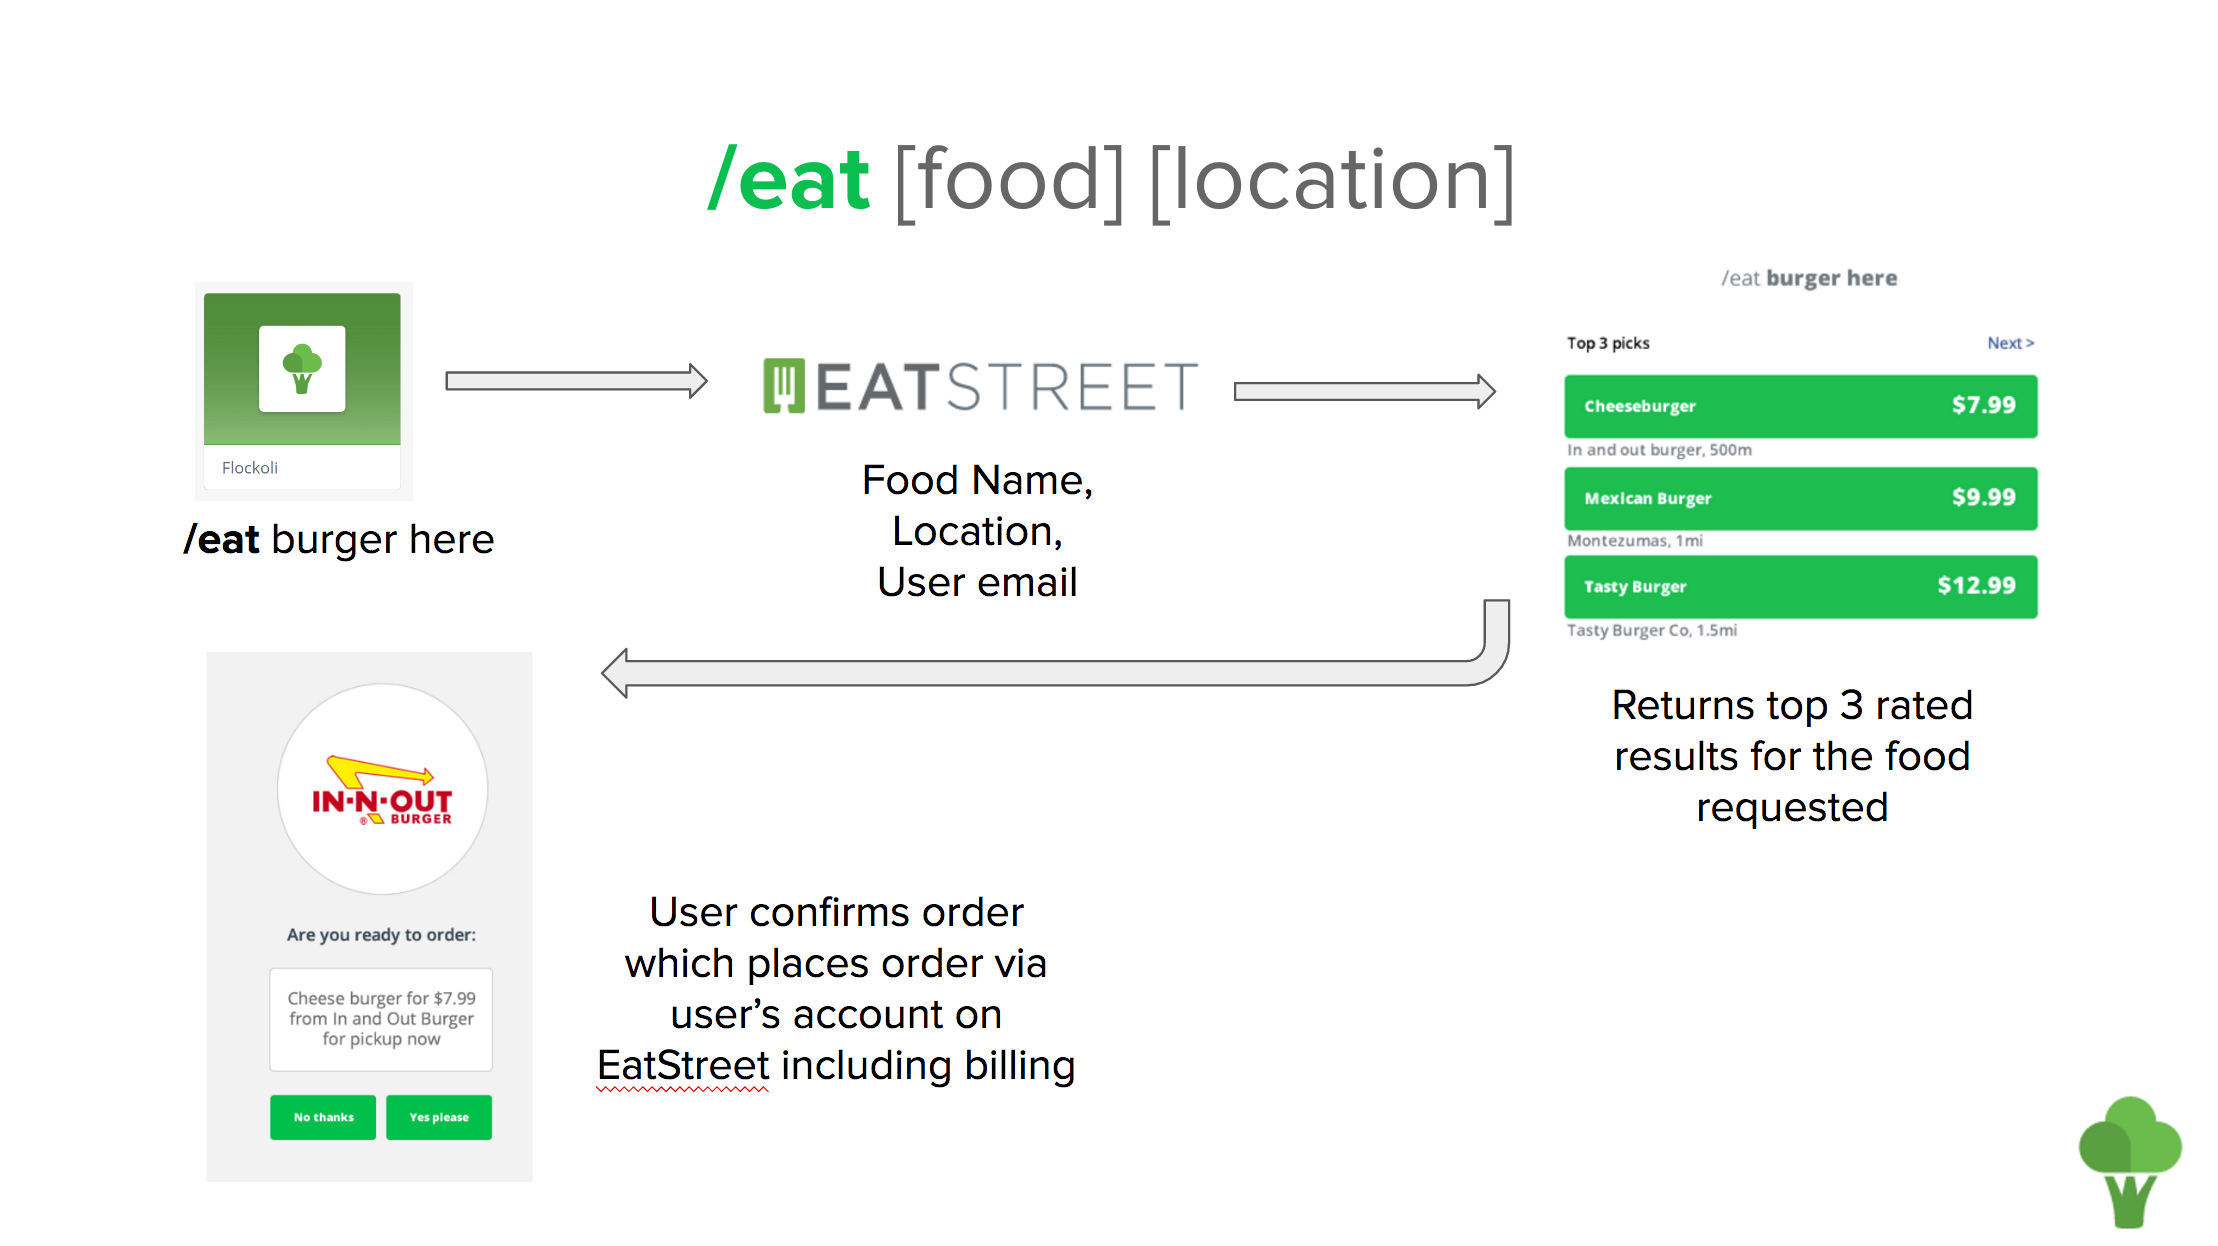 /eat [food] [location]
Flockoli
/eat burger here
EATSTREET
Food Name,
Location,
User email
/eat burger here
Top 3 picks Next >
Cheeseburger $7.99
In and out burger, 500m
Mexican Burger $9.99
Montezumas, 1mi
Tasty Burger $12.99
Tasty Burger Co, 1.5mi
Returns top 3 rated
results for the food
requested
IN-N-OUT
® BURGER
Are you ready to order:
Cheese burger for $7.99
from In and Out Burger
for pickup now
No thanks Yes please
User confirms order
which places order via
user’s account on
EatStreet including billing